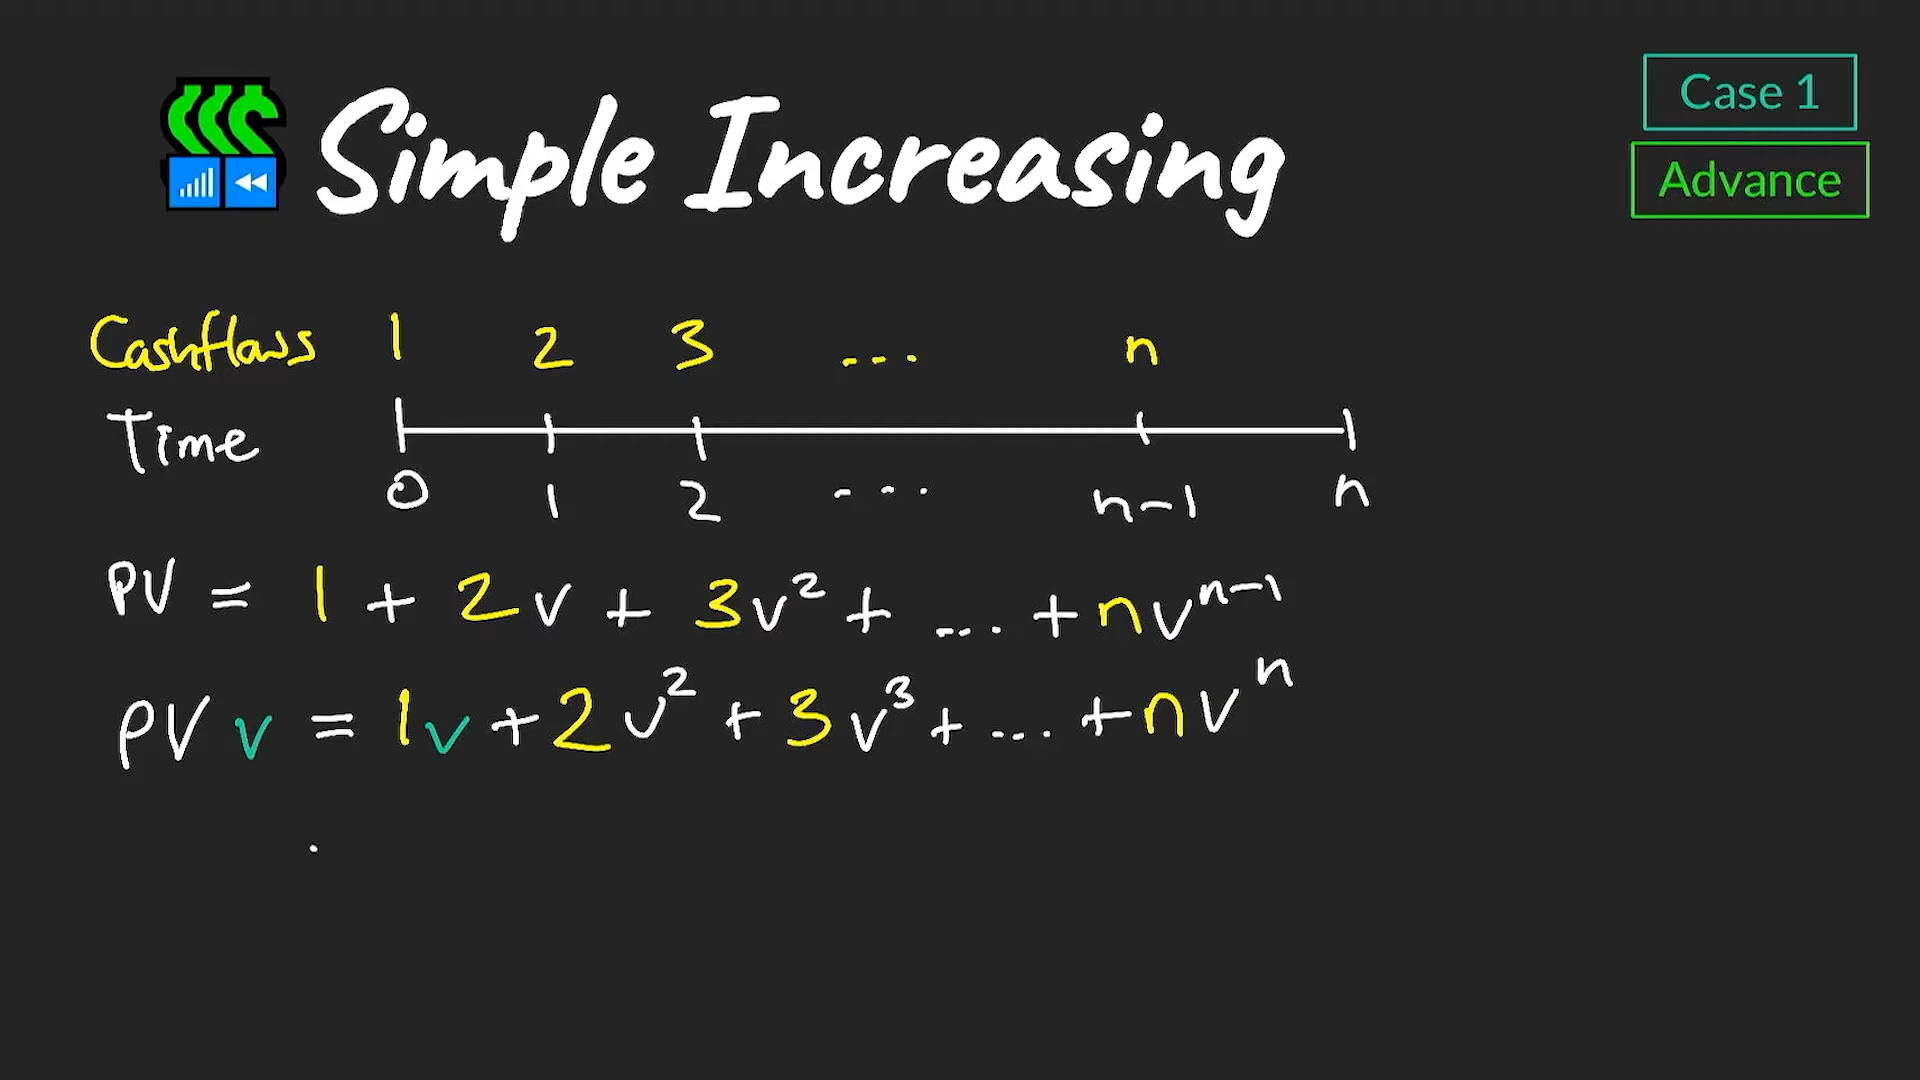 Simple Increasing
Case 1
Advance
Cashflows 1 2 3 ... n
Time
0 1 2 ... n-1 n
PV = 1 + 2v + 3v² + ... + nvⁿ⁻¹
PV v = 1v + 2v² + 3v³ + ... + nvⁿ